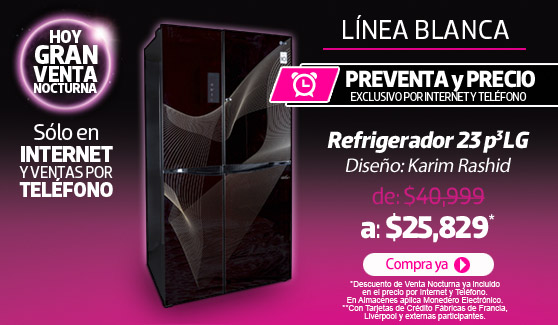 HOY
GRAN
VENTA
NOCTURNA
Sólo en
INTERNET
Y VENTAS POR
TELÉFONO
LÍNEA BLANCA
PREVENTA y PRECIO
EXCLUSIVO POR INTERNET Y TELÉFONO
Refrigerador 23 p³ LG
Diseño: Karim Rashid
de: $40,999
a: $25,829*
Compra ya
*Descuento de Venta Nocturna ya incluido
en el precio por Internet y Teléfono.
En Almacenes aplica Monedero Electrónico.
**Con Tarjetas de Crédito Fábricas de Francia,
Liverpool y externas participantes.